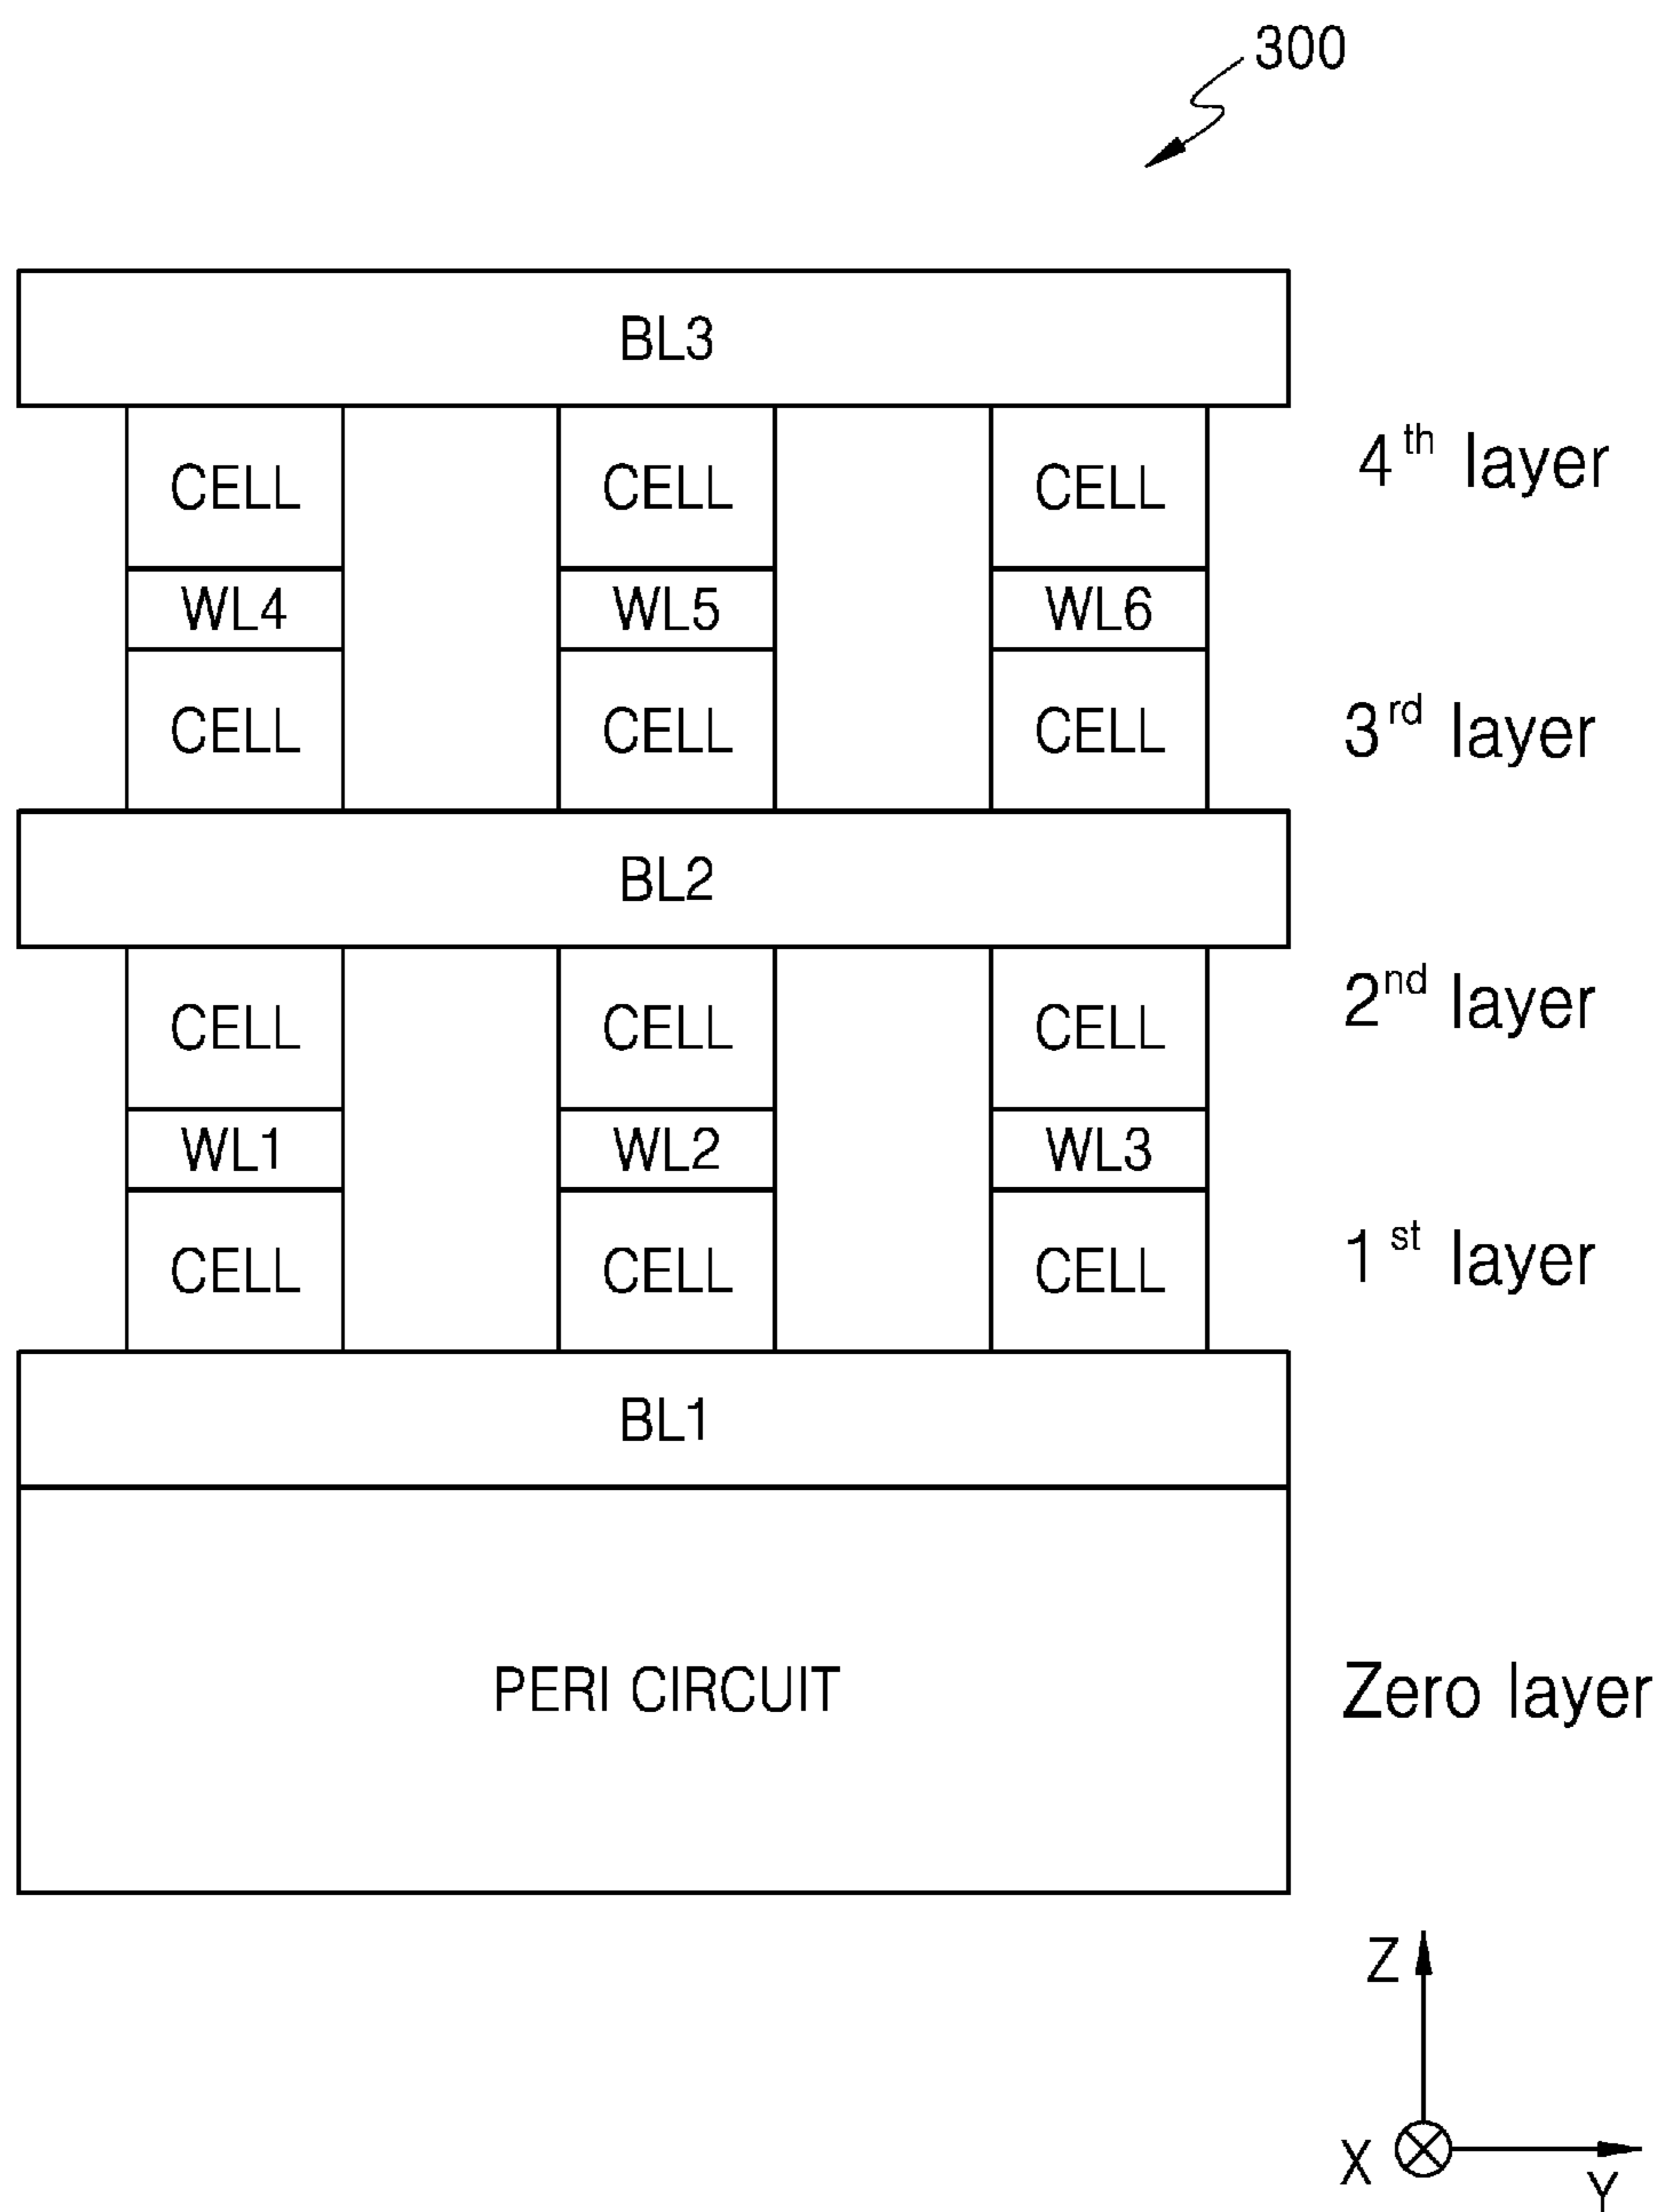 300
BL3
CELL CELL CELL 4th layer
WL4 WL5 WL6
CELL CELL CELL 3rd layer
BL2
CELL CELL CELL 2nd layer
WL1 WL2 WL3
CELL CELL CELL 1st layer
BL1
PERI CIRCUIT Zero layer
Z
X
Y